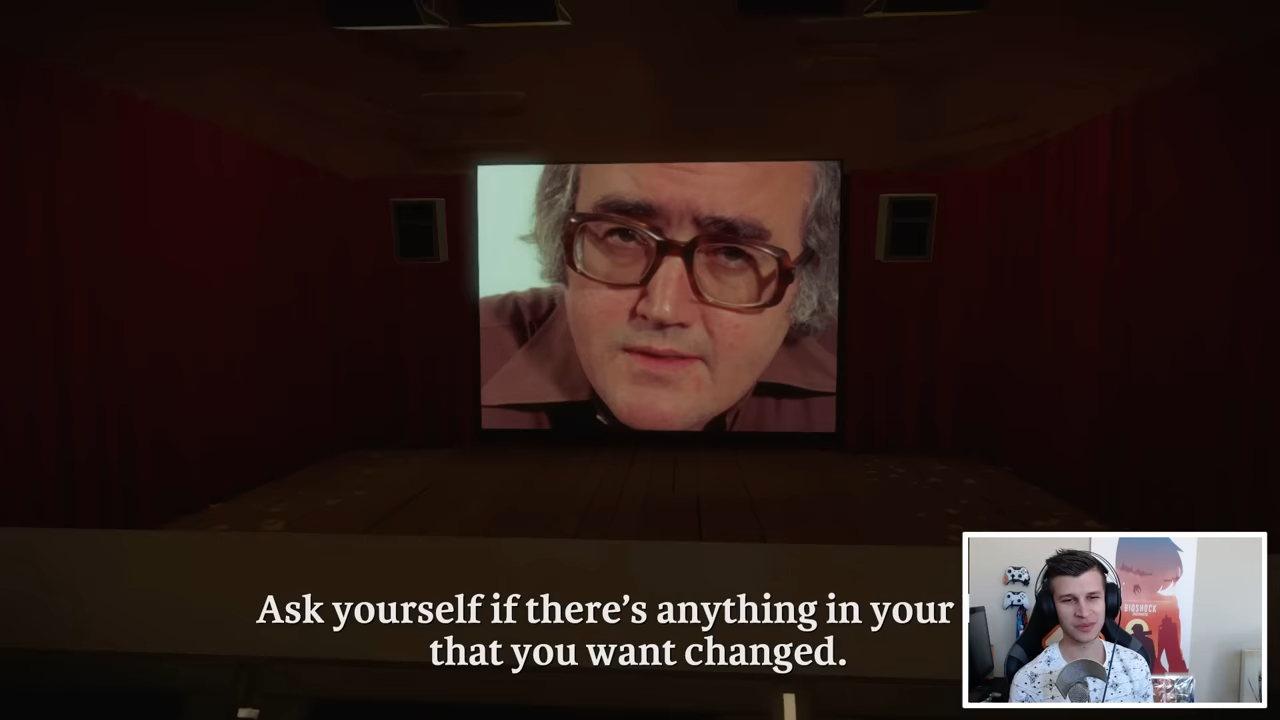 Ask yourself if there's anything in your
that you want changed.
BIOSHOCK